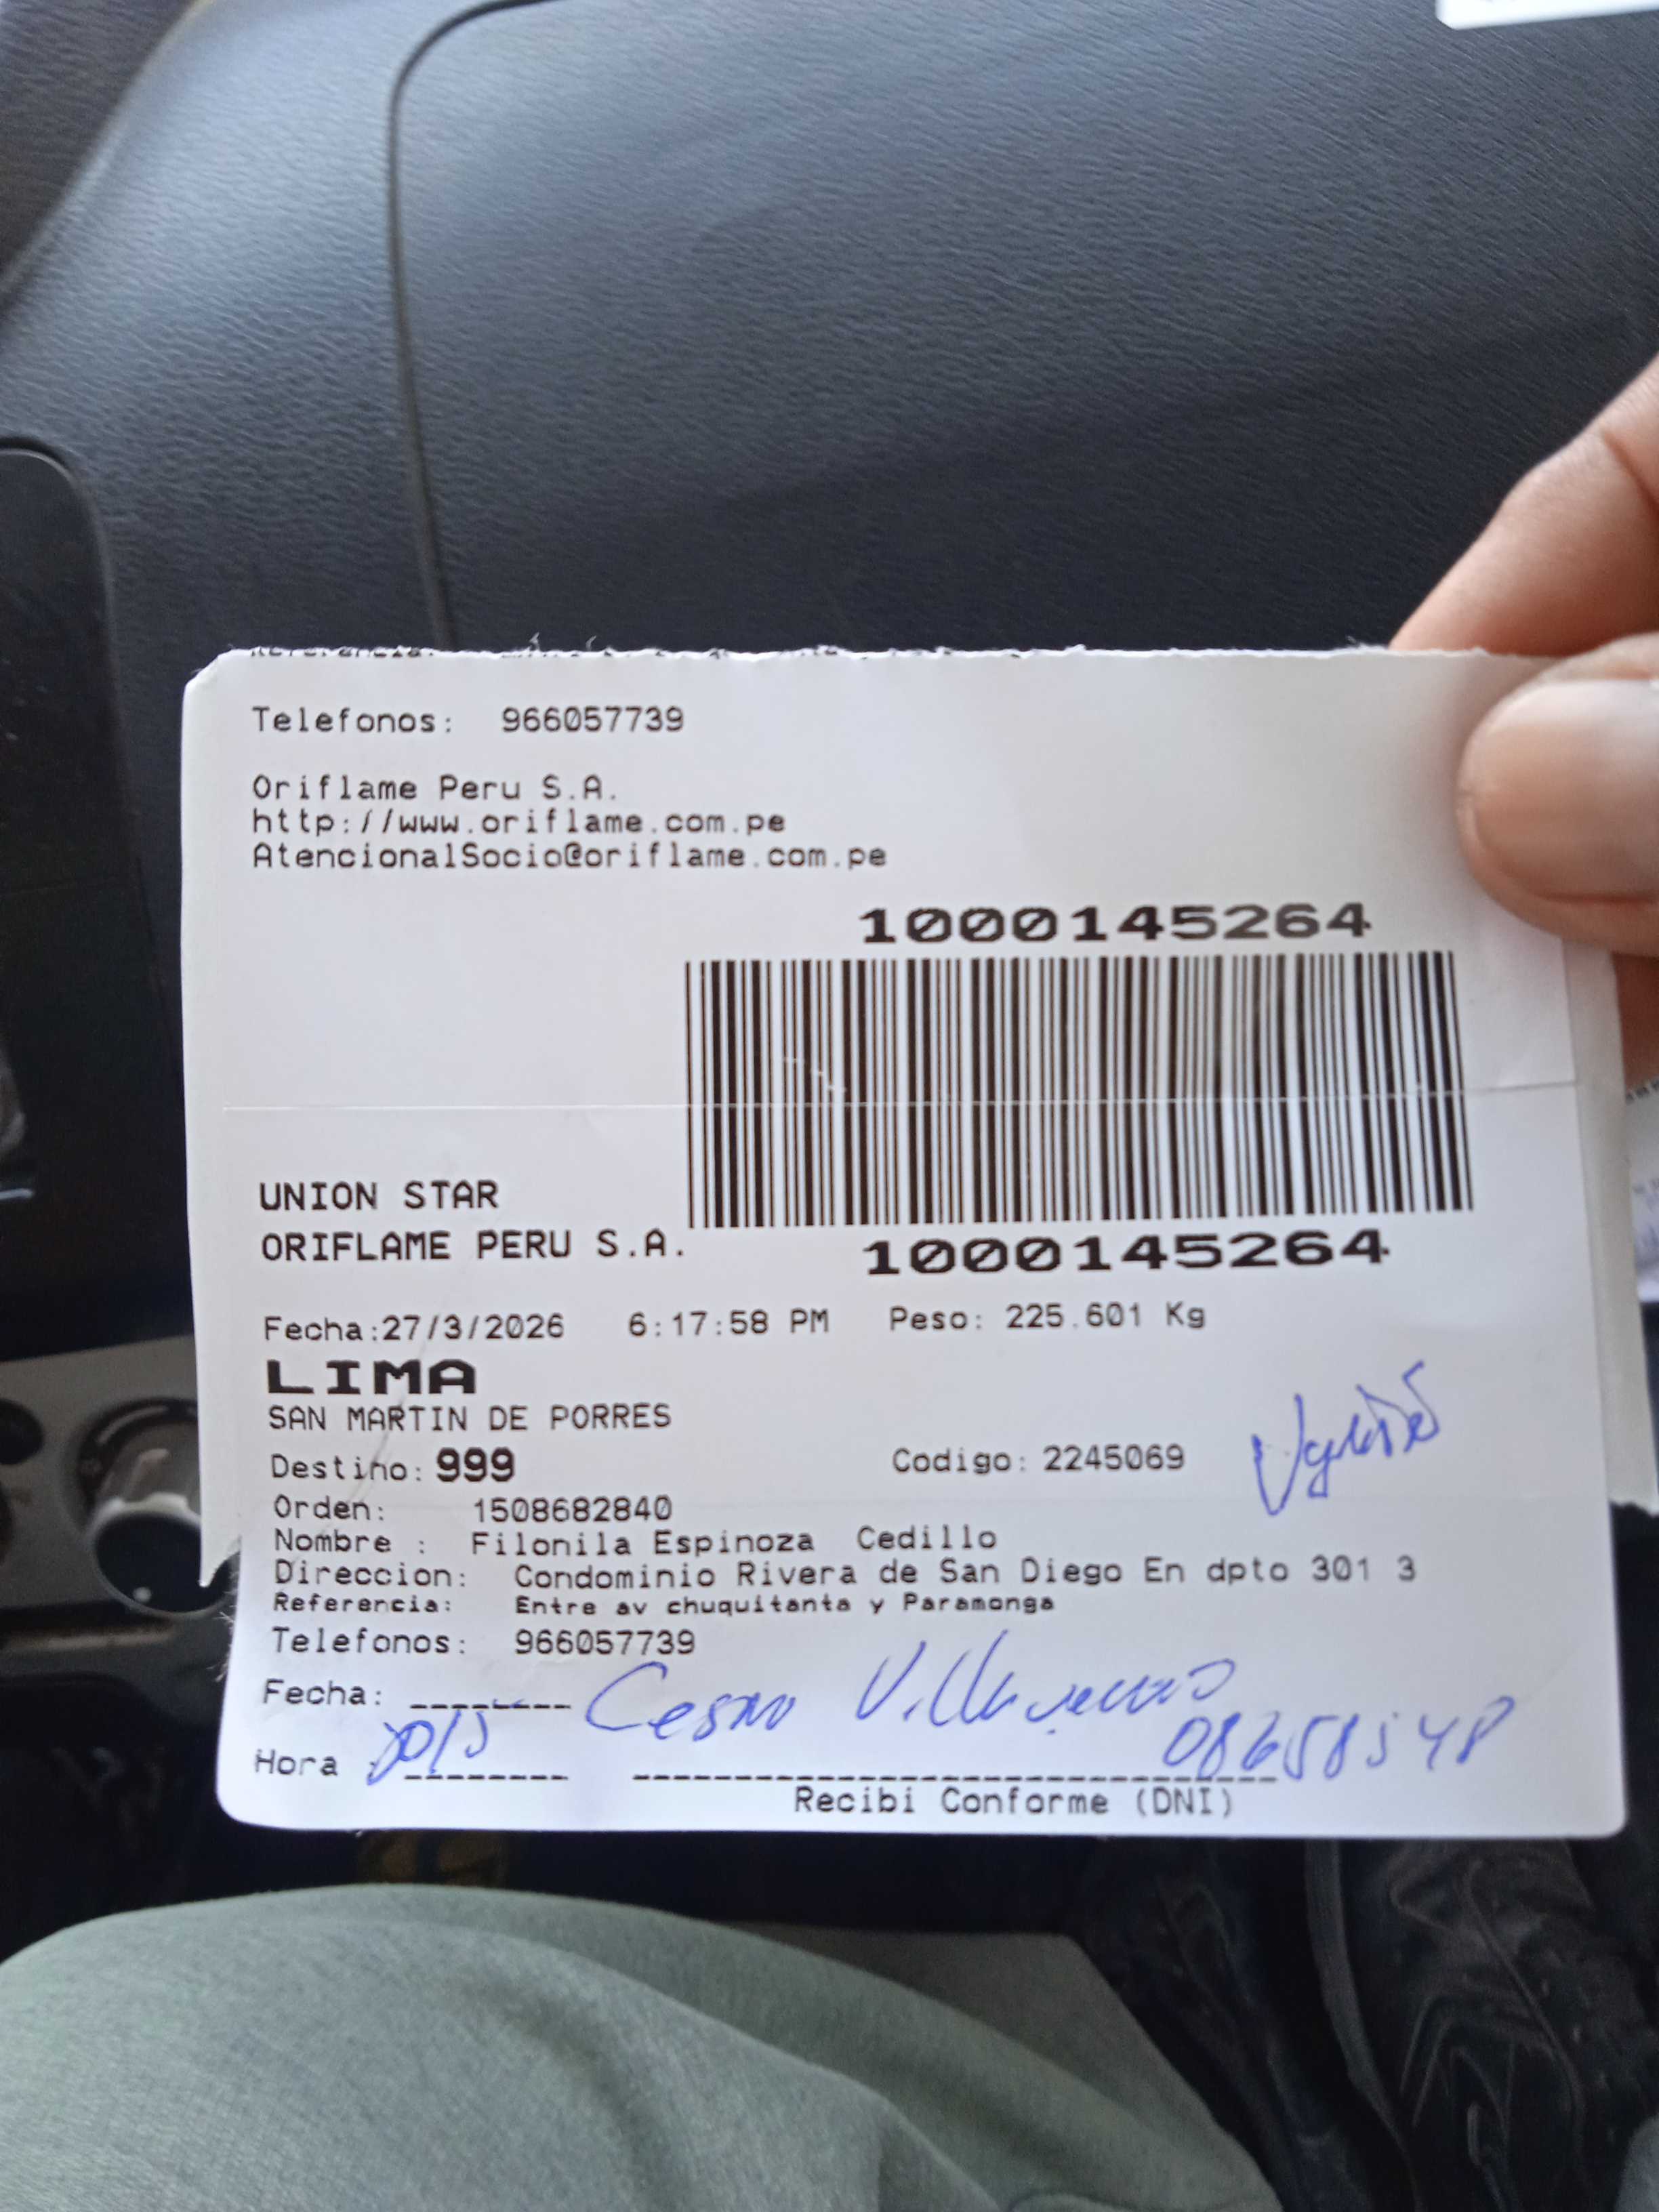 Referencia:
Telefonos: 966057739
Oriflame Peru S.A.
http://www.oriflame.com.pe
AtencionalSocio@oriflame.com.pe
1000145264
UNION STAR
ORIFLAME PERU S.A.
1000145264
Fecha:27/3/2026 6:17:58 PM Peso: 225.601 Kg
LIMA
SAN MARTIN DE PORRES
Destino: 999 Codigo: 2245069
Orden: 1508682840
Nombre : Filonila Espinoza Cedillo
Direccion: Condominio Rivera de San Diego En dpto 301 3
Referencia: Entre av chuquitanta y Paramonga
Telefonos: 966057739
Fecha: Cesar
Hora
Recibi Conforme (DNI)